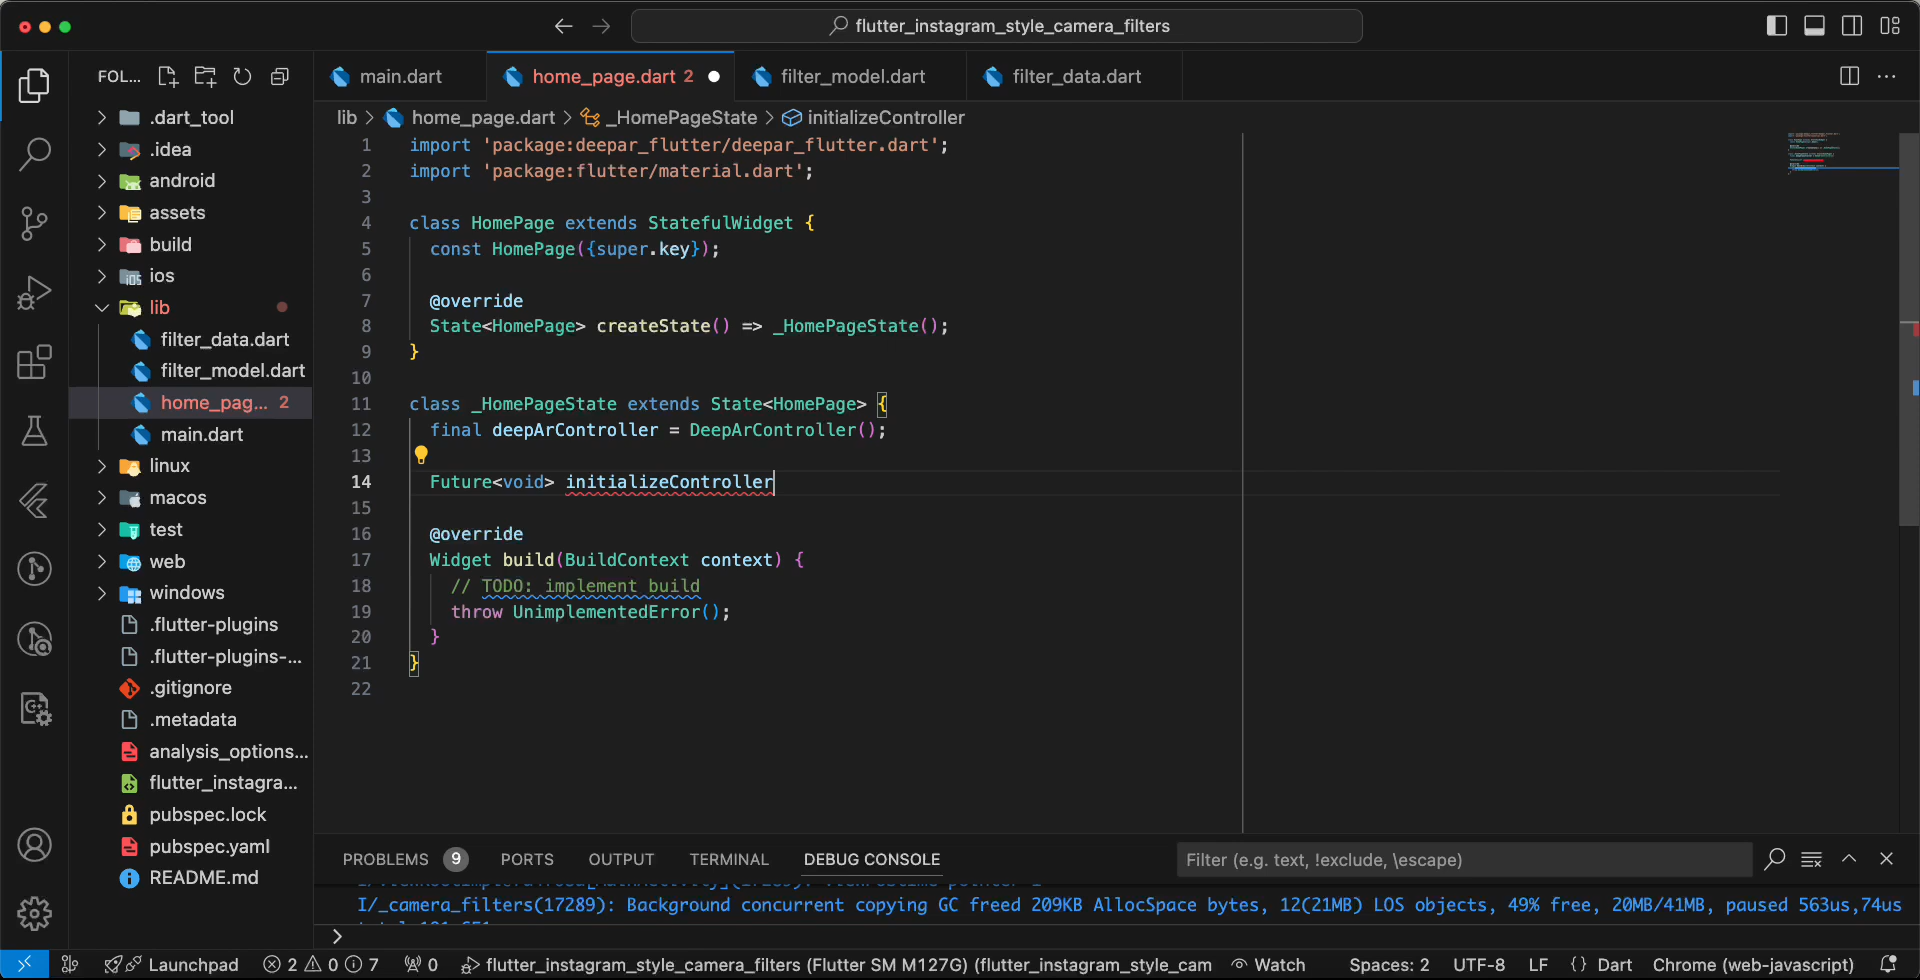 flutter_instagram_style_camera_filters
FOL...
main.dart
home_page.dart 2
filter_model.dart
filter_data.dart
lib > home_page.dart > _HomePageState > initializeController
.dart_tool
.idea
android
assets
build
ios
lib
filter_data.dart
filter_model.dart
home_pag... 2
main.dart
linux
macos
test
web
windows
.flutter-plugins
.flutter-plugins-...
.gitignore
.metadata
analysis_options...
flutter_instagra...
pubspec.lock
pubspec.yaml
README.md
1 import 'package:deepar_flutter/deepar_flutter.dart';
2 import 'package:flutter/material.dart';
3
4 class HomePage extends StatefulWidget {
5 const HomePage({super.key});
6
7 @override
8 State<HomePage> createState() => _HomePageState();
9 }
10
11 class _HomePageState extends State<HomePage> {
12 final deepArController = DeepArController();
13
14 Future<void> initializeController
15
16 @override
17 Widget build(BuildContext context) {
18 // TODO: implement build
19 throw UnimplementedError();
20 }
21 }
22
PROBLEMS 9 PORTS OUTPUT TERMINAL DEBUG CONSOLE
Filter (e.g. text, !exclude, \escape)
I/_camera_filters(17289): Background concurrent copying GC freed 209KB AllocSpace bytes, 12(21MB) LOS objects, 49% free, 20MB/41MB, paused 563us,74us
>
Launchpad 2 0 7 0 flutter_instagram_style_camera_filters (Flutter SM M127G) (flutter_instagram_style_cam Watch Spaces: 2 UTF-8 LF {} Dart Chrome (web-javascript)